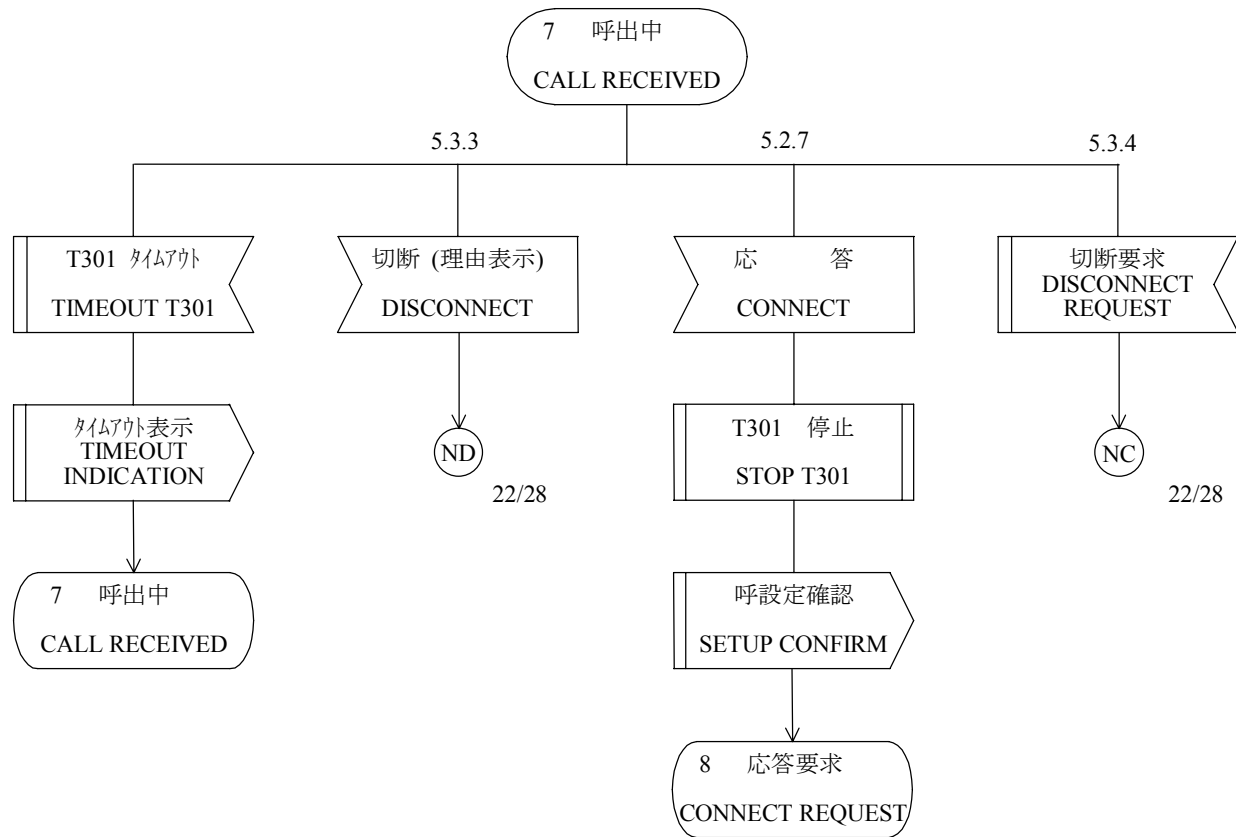 7 呼出中
CALL RECEIVED
5.3.3
5.2.7
5.3.4
T301 ﾀｲﾑｱｳﾄ
TIMEOUT T301
切断 (理由表示)
DISCONNECT
応 答
CONNECT
切断要求
DISCONNECT
REQUEST
ﾀｲﾑｱｳﾄ表示
TIMEOUT
INDICATION
ND
22/28
T301 停止
STOP T301
NC
22/28
7 呼出中
CALL RECEIVED
呼設定確認
SETUP CONFIRM
8 応答要求
CONNECT REQUEST